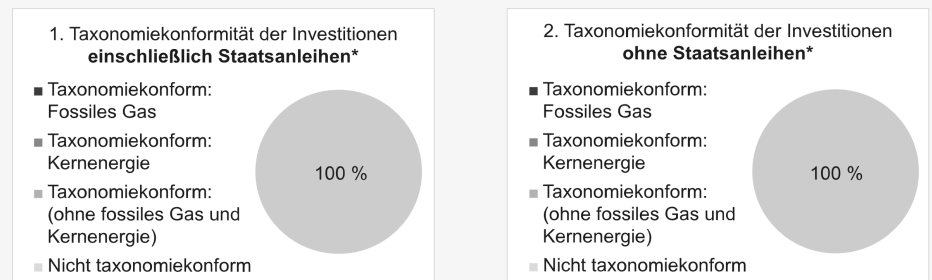 1. Taxonomiekonformität der Investitionen
einschließlich Staatsanleihen*
Taxonomiekonform:
Fossiles Gas
Taxonomiekonform:
Kernenergie
Taxonomiekonform:
(ohne fossiles Gas und
Kernenergie)
Nicht taxonomiekonform
100 %
2. Taxonomiekonformität der Investitionen
ohne Staatsanleihen*
Taxonomiekonform:
Fossiles Gas
Taxonomiekonform:
Kernenergie
Taxonomiekonform:
(ohne fossiles Gas und
Kernenergie)
Nicht taxonomiekonform
100 %